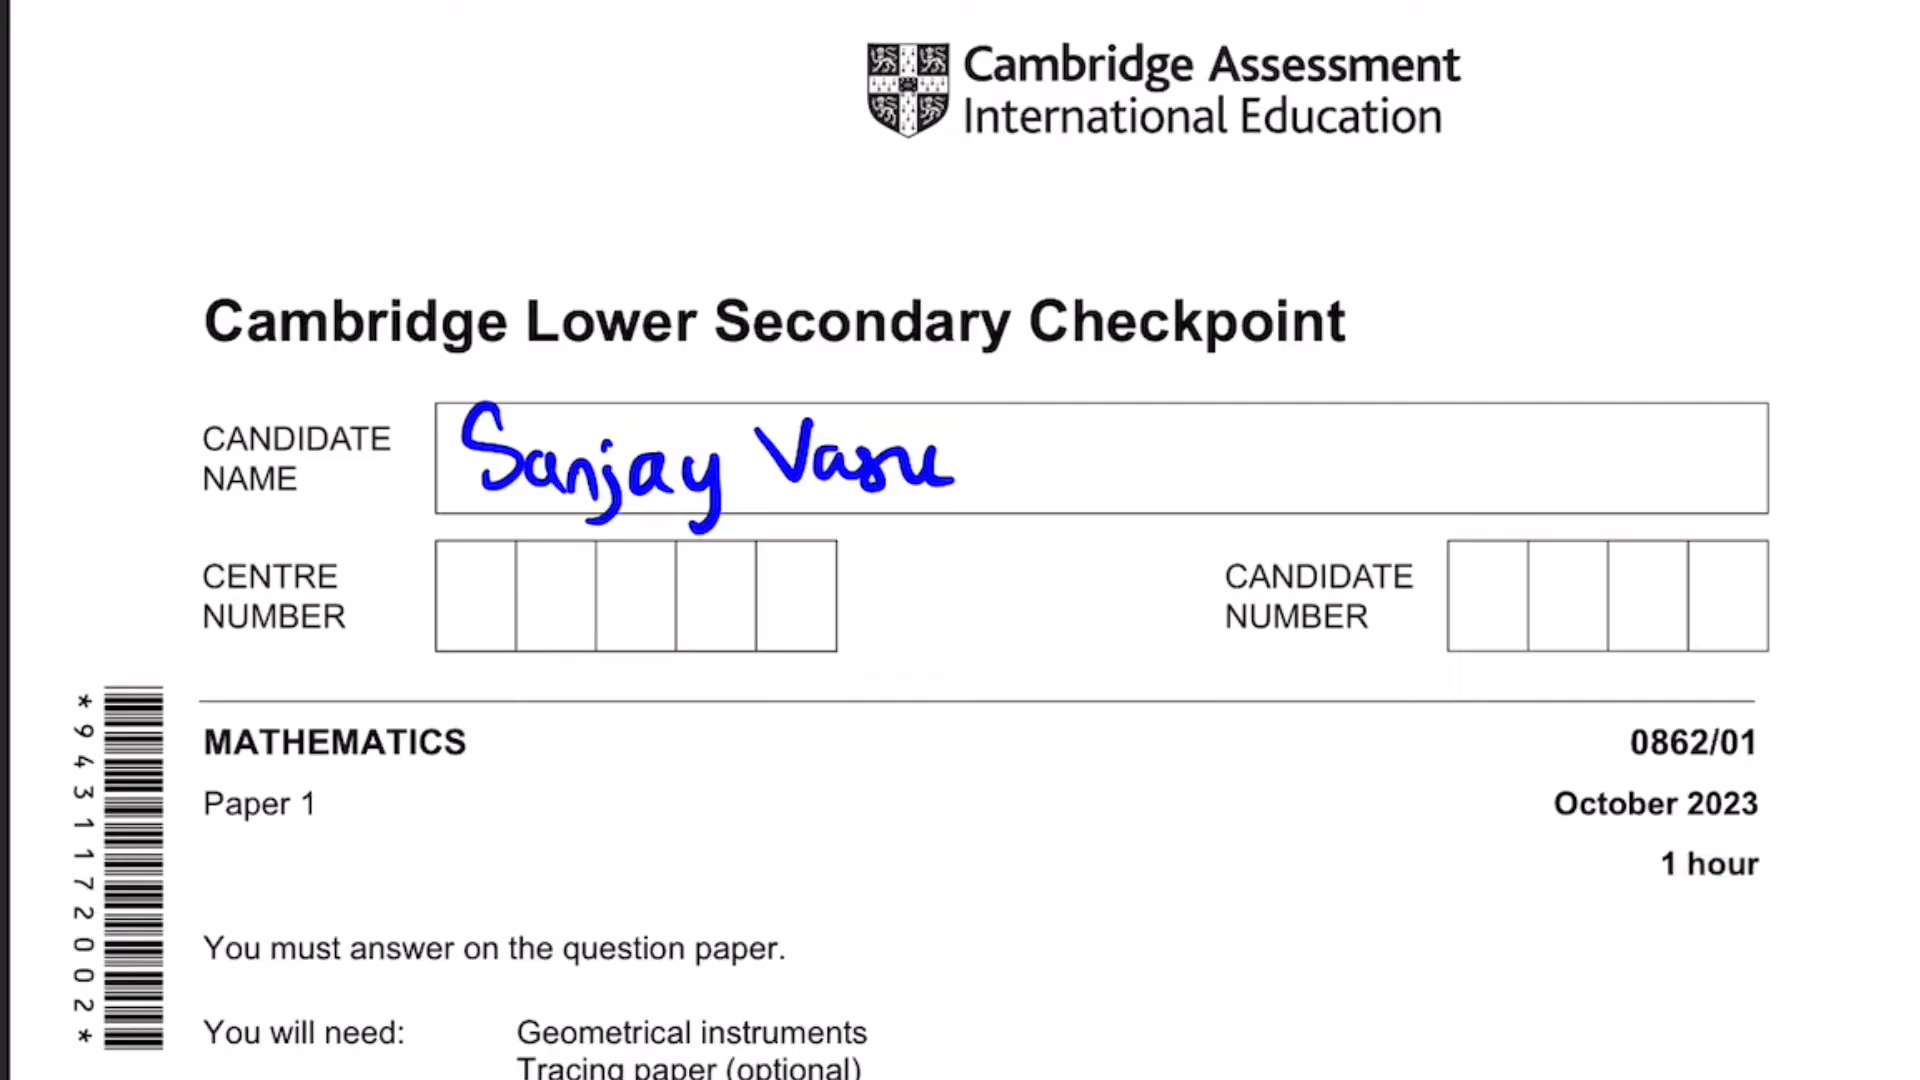 Cambridge Assessment
International Education
Cambridge Lower Secondary Checkpoint
CANDIDATE
NAME
Sanjay Vasu
CENTRE
NUMBER
CANDIDATE
NUMBER
*9431172002*
MATHEMATICS
0862/01
Paper 1
October 2023
1 hour
You must answer on the question paper.
You will need:
Geometrical instruments
Tracing paper (optional)